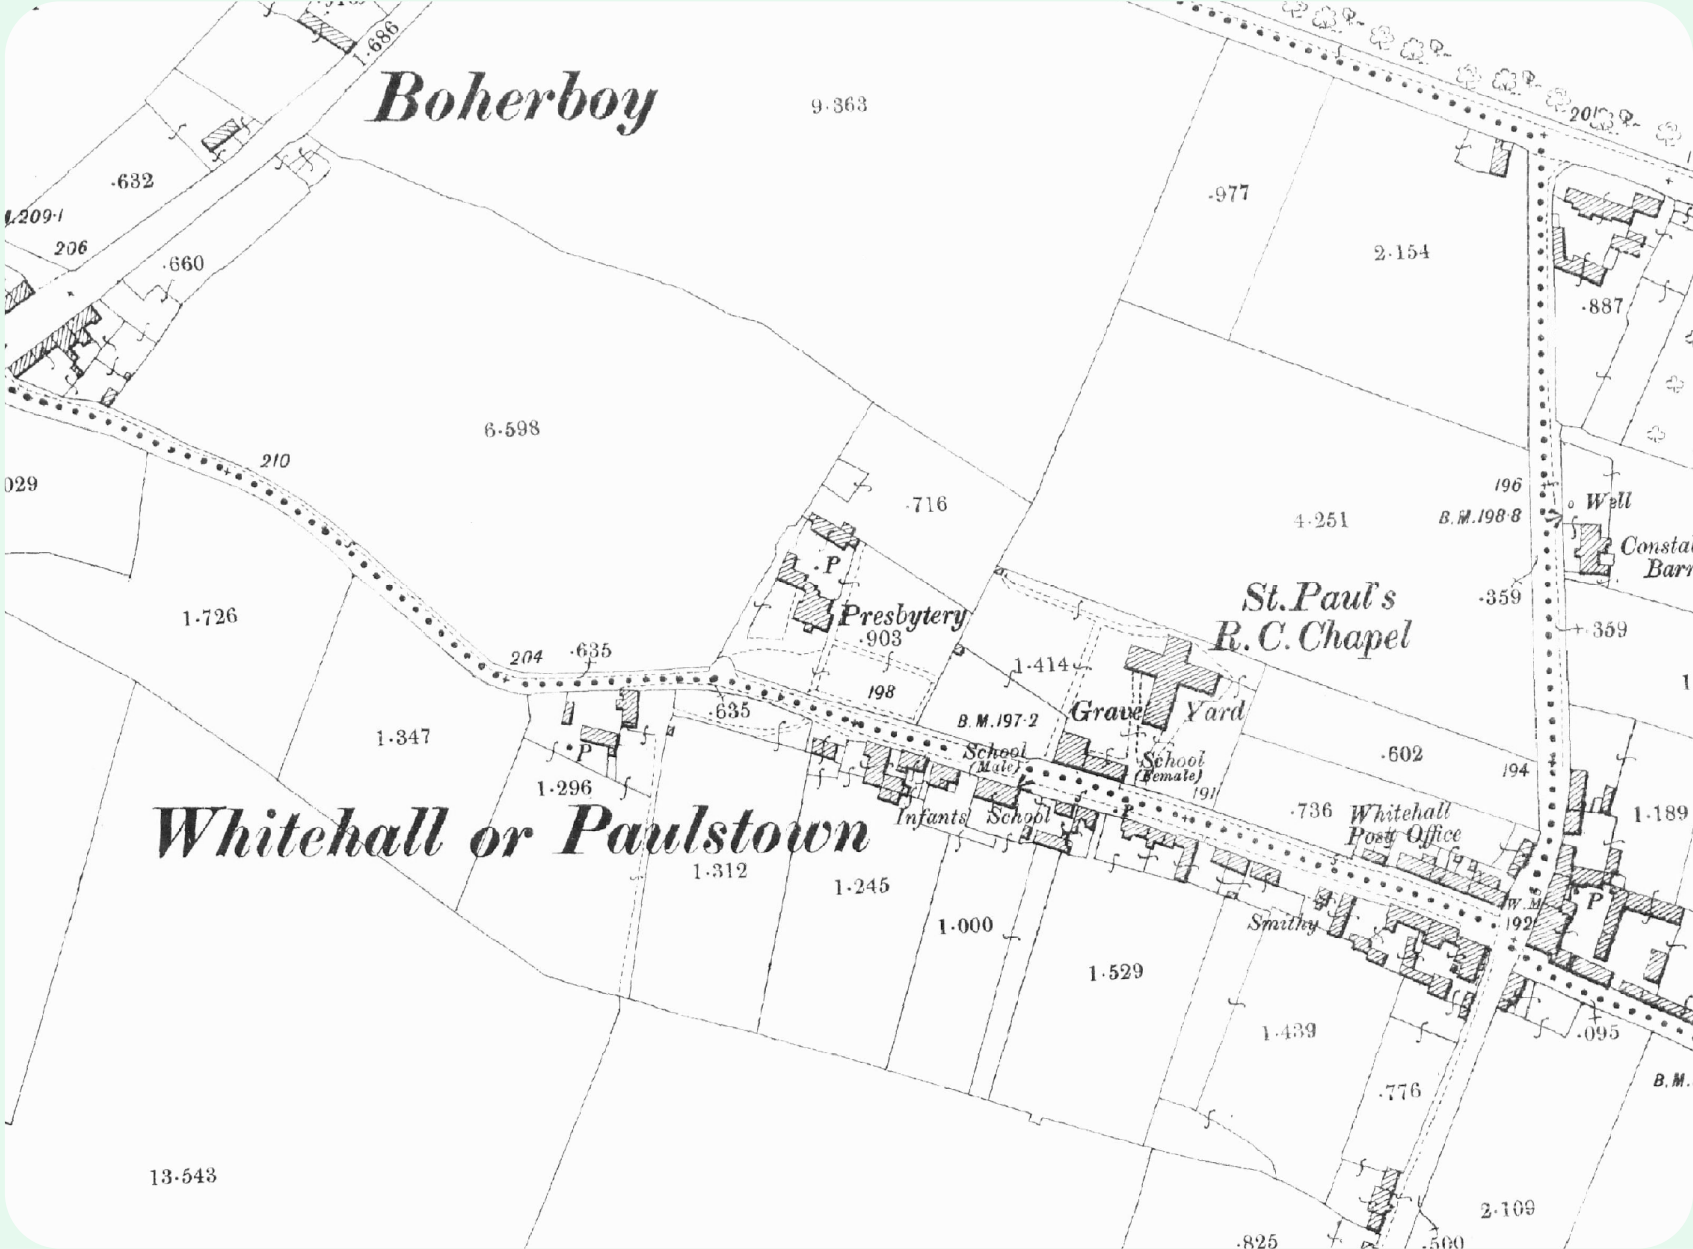 1.686
Boherboy
9.363
201
.632
.977
209.1
206
.660
2.154
.887
6.598
210
029
.716
196
Well
4.251
B.M.198.8
1.726
P
St. Paul's
R.C. Chapel
.359
.359
Presbytery
.903
204
.635
1.414
198
.635
B.M.197.2
Grave Yard
1.347
School
(Male)
School
(Female)
.602
194
P
1.296
191
P
.736
Whitehall
Post Office
1.189
Infants School
Whitehall or Paulstown
1.312
1.245
1.000
Smithy
W.M
192
P
1.529
1.439
.095
.776
B.M.
13.543
2.109
.825
.500